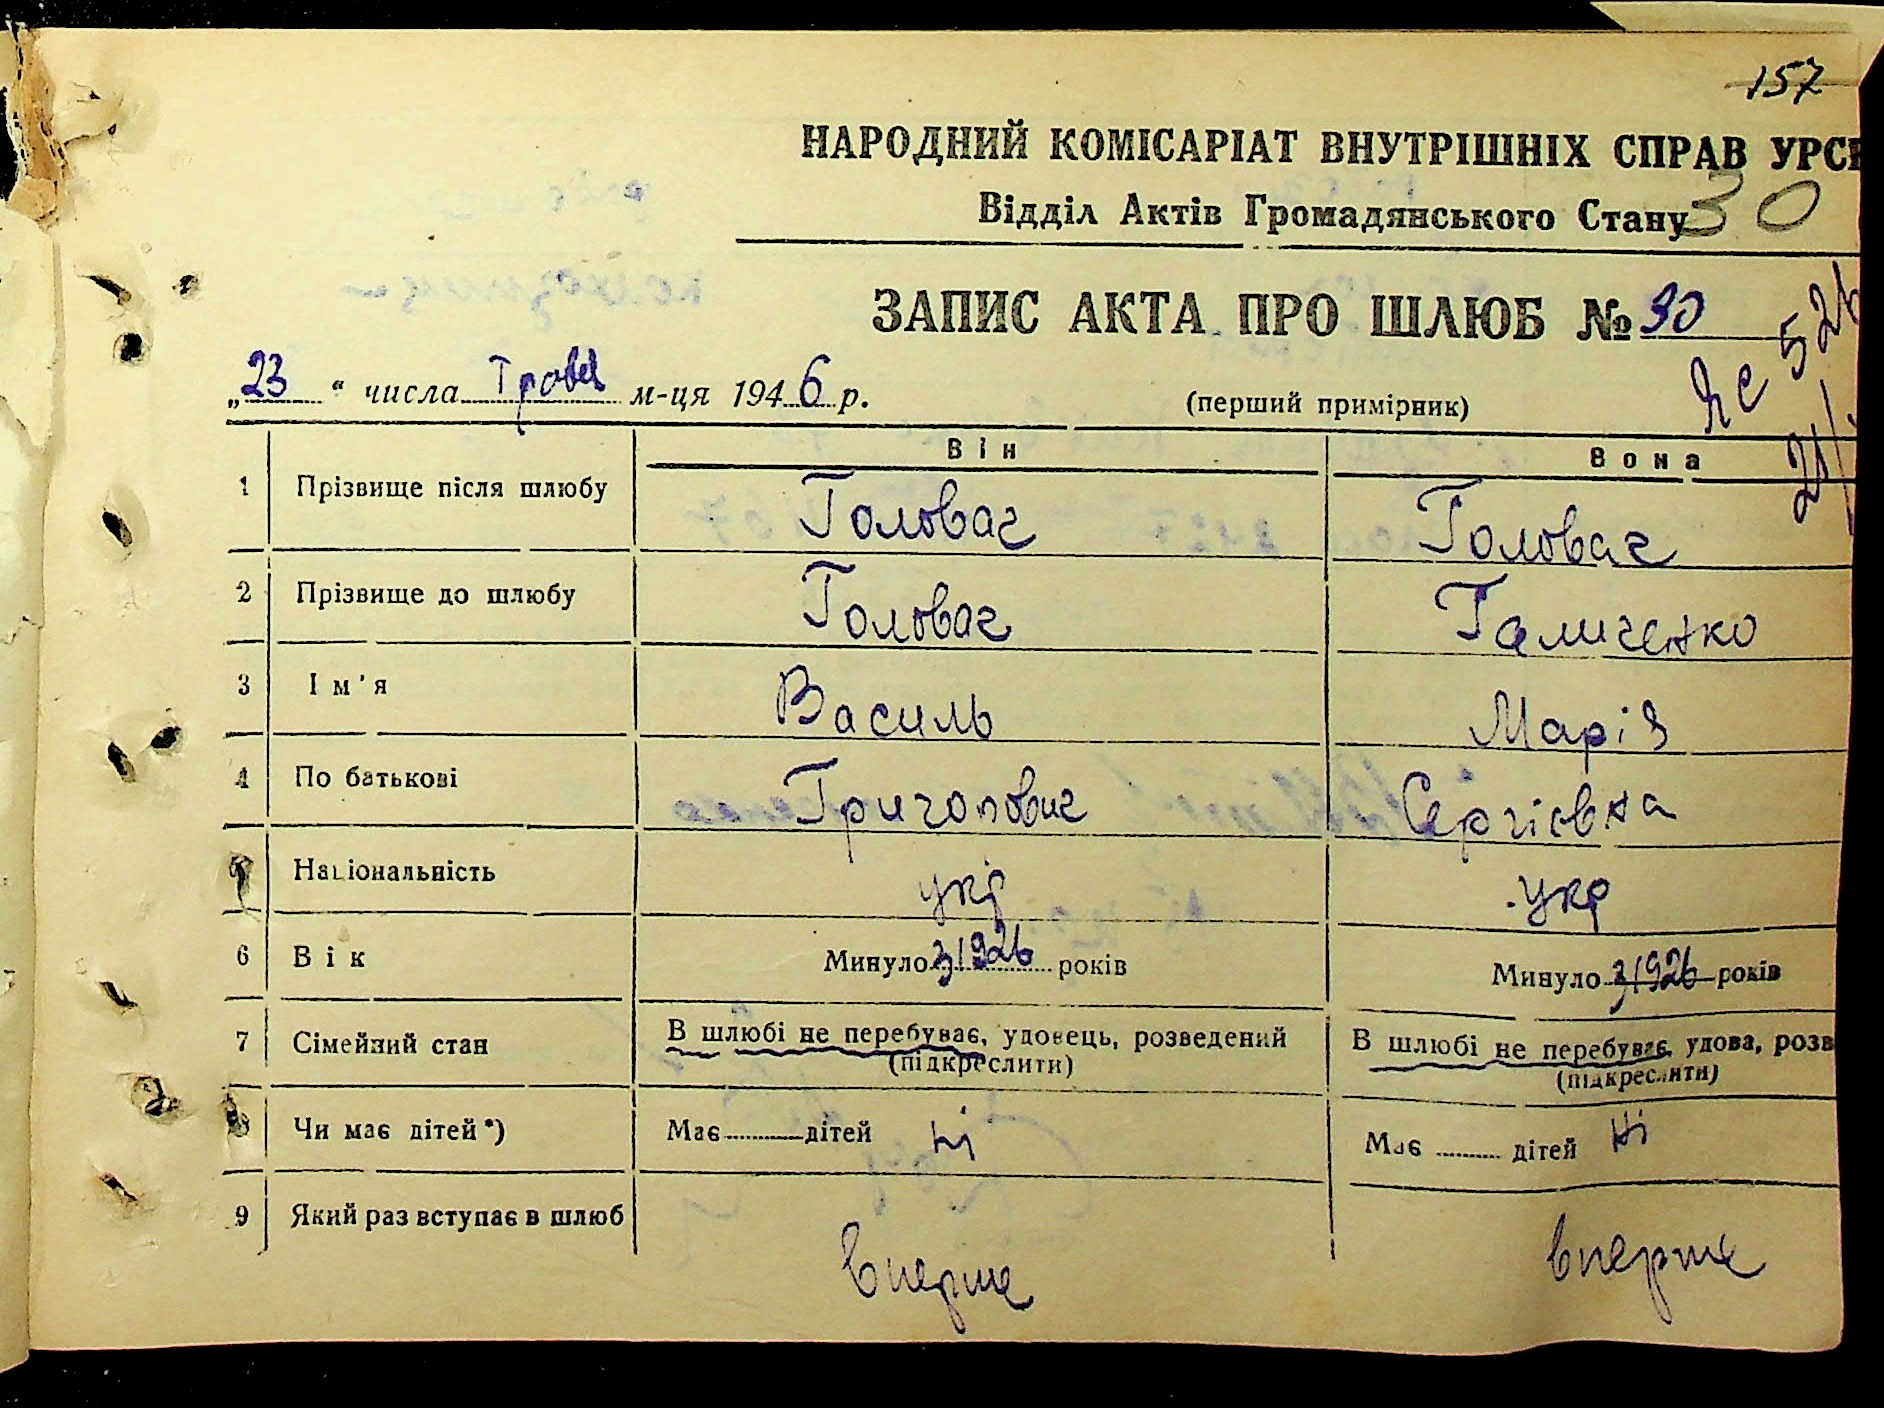 157
НАРОДНИЙ КОМІСАРІАТ ВНУТРІШНІХ СПРАВ УРСР
Відділ Актів Громадянського Стану
30
ЗАПИС АКТА ПРО ШЛЮБ № 30
„23“ числа Травня м-ця 1946 р. (перший примірник)
Він Вона
1 Прізвище після шлюбу Головач Головач
2 Прізвище до шлюбу Головач Галиченко
3 Ім'я Василь Марія
4 По батькові Григорович Сергієвна
5 Національність укр укр
6 Вік Минуло з 1926 років Минуло з 1926 років
7 Сімейний стан В шлюбі не перебуває, удовець, розведений (підкреслити) В шлюбі не перебуває, удова, розв (підкреслити)
8 Чи має дітей*) Має дітей ні Має дітей ні
9 Який раз вступає в шлюб вперше вперше